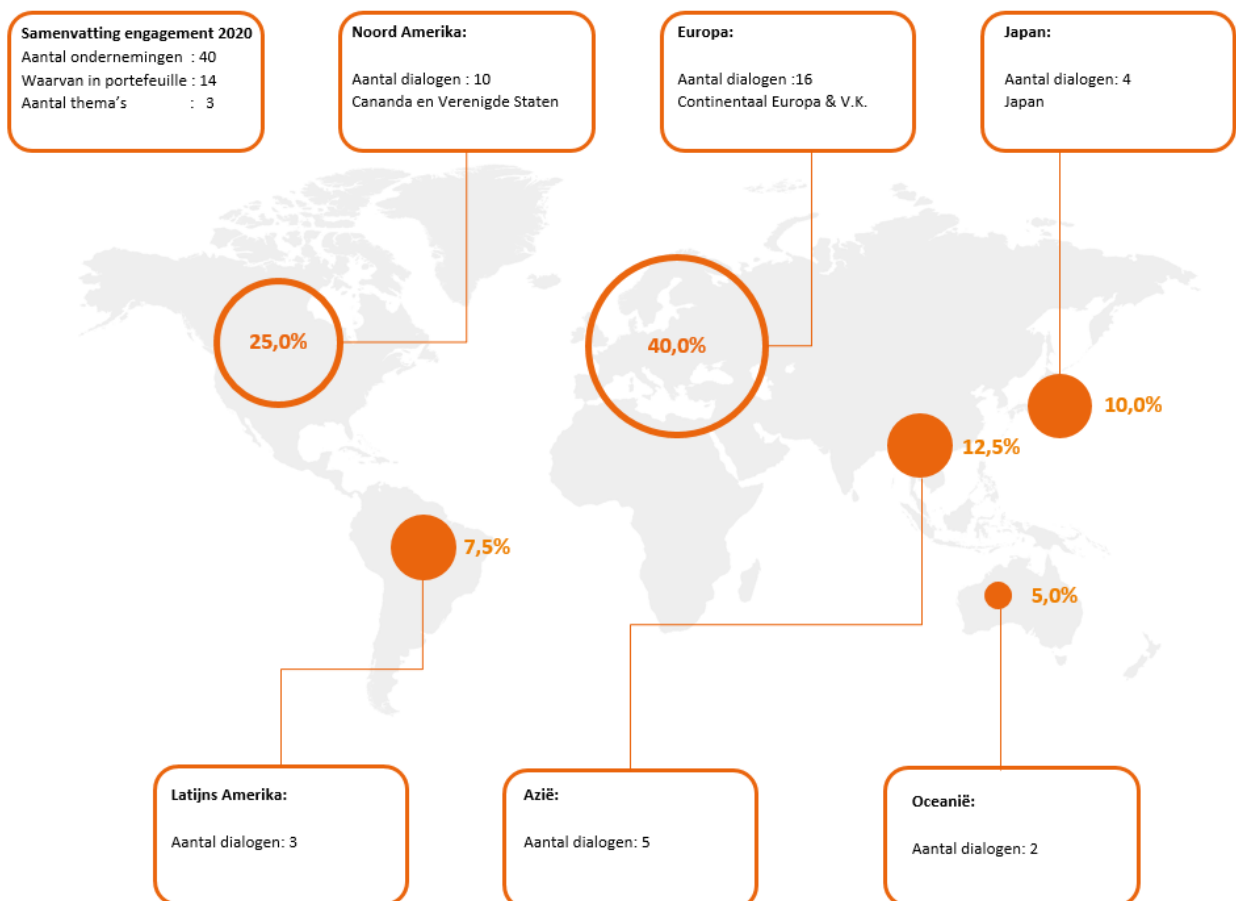 Samenvatting engagement 2020
Aantal ondernemingen : 40
Waarvan in portefeuille : 14
Aantal thema's : 3
Noord Amerika:
Aantal dialogen : 10
Cananda en Verenigde Staten
Europa:
Aantal dialogen :16
Continentaal Europa & V.K.
Japan:
Aantal dialogen: 4
Japan
25,0%
40,0%
10,0%
12,5%
7,5%
5,0%
Latijns Amerika:
Aantal dialogen: 3
Azië:
Aantal dialogen: 5
Oceanië:
Aantal dialogen: 2